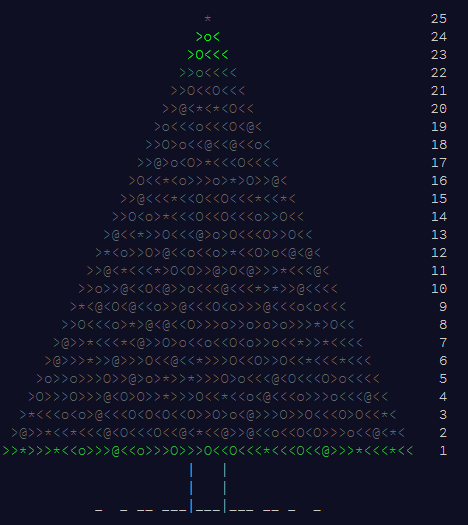 * 25
>o< 24
>O<<< 23
>>o<<<< 22
>>O<<O<<< 21
>>@<*<*O<< 20
>o<<<o<<<O<@< 19
>>O>o<<@<<@<<o< 18
>>@>o<O>*<<<O<<<< 17
>O<<*<o>>>o>*>O>>@< 16
>>@<<<*<<O<<O<<<*<<*< 15
>>O<o>*<<<O<<O<<<o>>O<< 14
>@<<*>>O<<<@>o>O<<<O>>O<< 13
>*<o>>O>@<<o<<o>*<<O>o<@<@< 12
>>@<*<<<*>O<O>>@>O<@>>>*<<<@< 11
>>o>>@<<O<@>>o<<<@<<<*>*>>@<<<< 10
>*<@<O<@<<o>>@<<<O<O>>>@<<<o<o<<< 9
>>O<<<o>*>@<@<<O>>>O>>o>o>o>>>*>O<< 8
>@>>*<<<*<@>>O>o<<o<<O<<o>*>>*<<<<< 7
>@>>>*>>@>>>O<<@<<*>>>O<<O>>O<<*<<<*<<< 6
>o>>o>>>O>>@>o>*>>*>>>O>o<<<@<O<<<O><<<< 5
>O>>>O>>>@<O>O>>*>>O<<*<<o<@<<<O>>>o<<<@<< 4
>*<<<o<o>@<<<O<O<O<<O>>O>o<@>>>O>>O<<<O>O<<*< 3
>@>>*<<*<<<@<O<@<<<O<<@>*<<@>>O<<@@<<o<O<O>>>O<<@<*< 2
>>*>>>*<<o>>>@<<o>>>O>>>O<<O<<<*<<<O<<@>>>*<<<*<< 1
| |
| |
_ _ __ ___|___|___ __ _ _